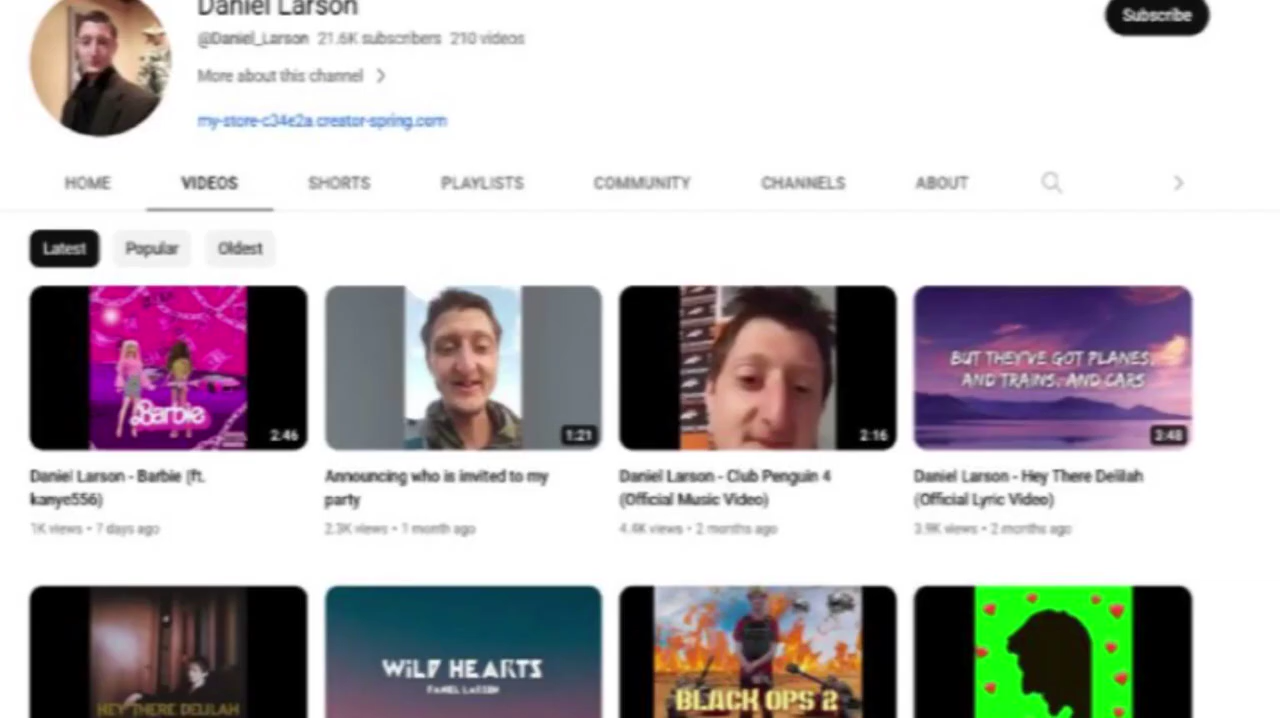 Daniel Larson
@Daniel_Larson 21.6K subscribers 210 videos
Subscribe
More about this channel
my-store-c34e2a.creator-spring.com
HOME VIDEOS SHORTS PLAYLISTS COMMUNITY CHANNELS ABOUT
Latest Popular Oldest
Barbie
2:46
1:21
2:16
BUT THEY'VE GOT PLANES,
AND TRAINS, AND CARS
3:48
Daniel Larson - Barbie (ft.
kanye556)
1K views • 7 days ago
Announcing who is invited to my
party
2.3K views • 1 month ago
Daniel Larson - Club Penguin 4
(Official Music Video)
4.4K views • 2 months ago
Daniel Larson - Hey There Delilah
(Official Lyric Video)
3.9K views • 2 months ago
HEY THERE DELILAH
WILD HEARTS
DANIEL LARSON
BLACK OPS 2